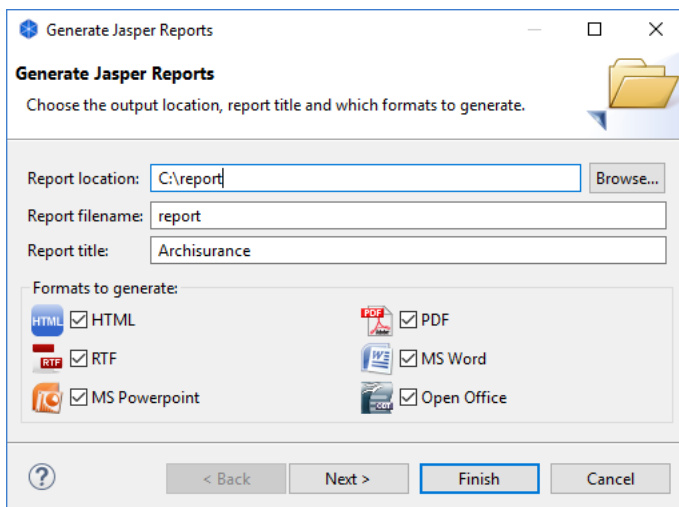 Generate Jasper Reports
Generate Jasper Reports
Choose the output location, report title and which formats to generate.
Report location: C:\report Browse...
Report filename: report
Report title: Archisurance
Formats to generate:
HTML HTML PDF Adobe PDF
RTF RTF W MS Word
MS Powerpoint ODT Open Office
? < Back Next > Finish Cancel